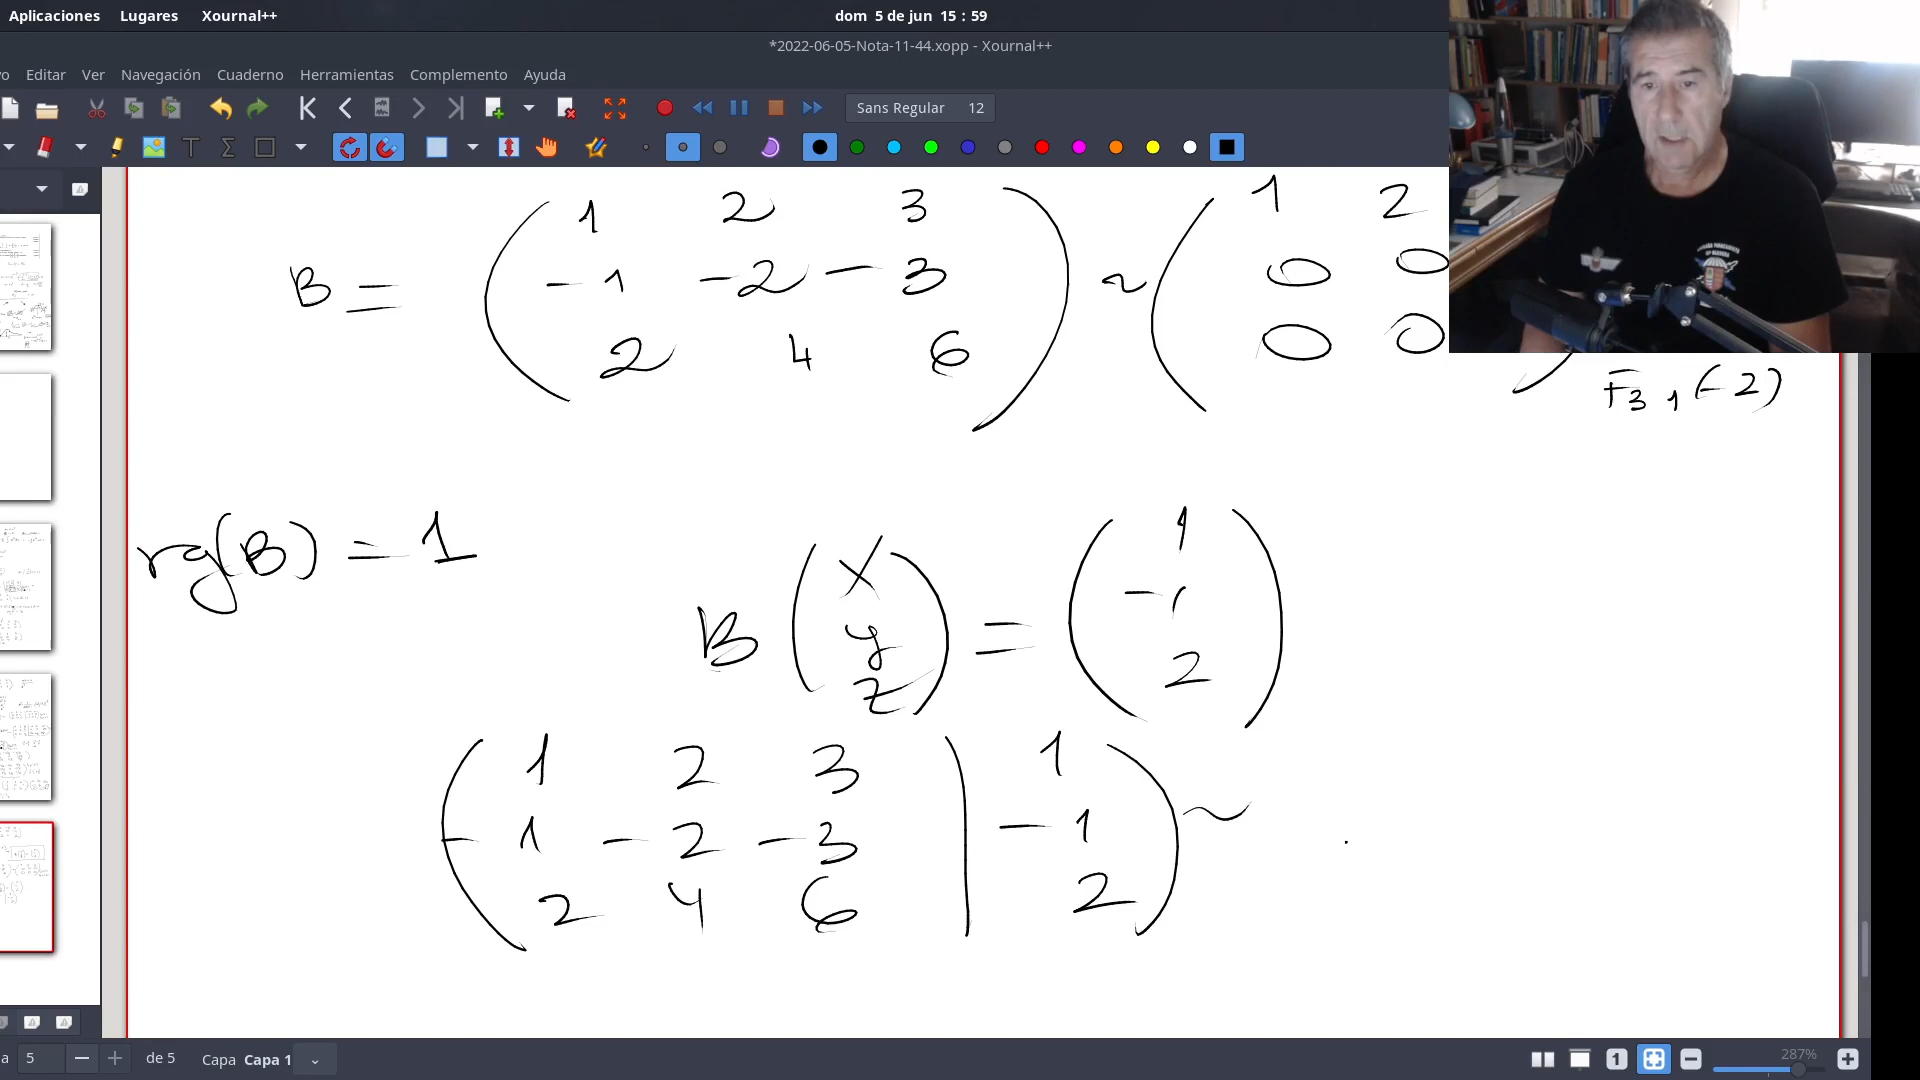 Aplicaciones Lugares Xournal++ dom 5 de jun 15 : 59
*2022-06-05-Nota-11-44.xopp - Xournal++
o Editar Ver Navegación Cuaderno Herramientas Complemento Ayuda
Sans Regular 12
1 2 3 1 2
B = -1 -2 -3 ~ 0 0
2 4 6 0 0
F3,1(-2)
rg(B) = 1
B (x y z) = (1 -1 2)
1 2 3 | 1
-1 -2 -3 | -1 ~
2 4 6 | 2
a 5 de 5 Capa Capa 1 1 287%